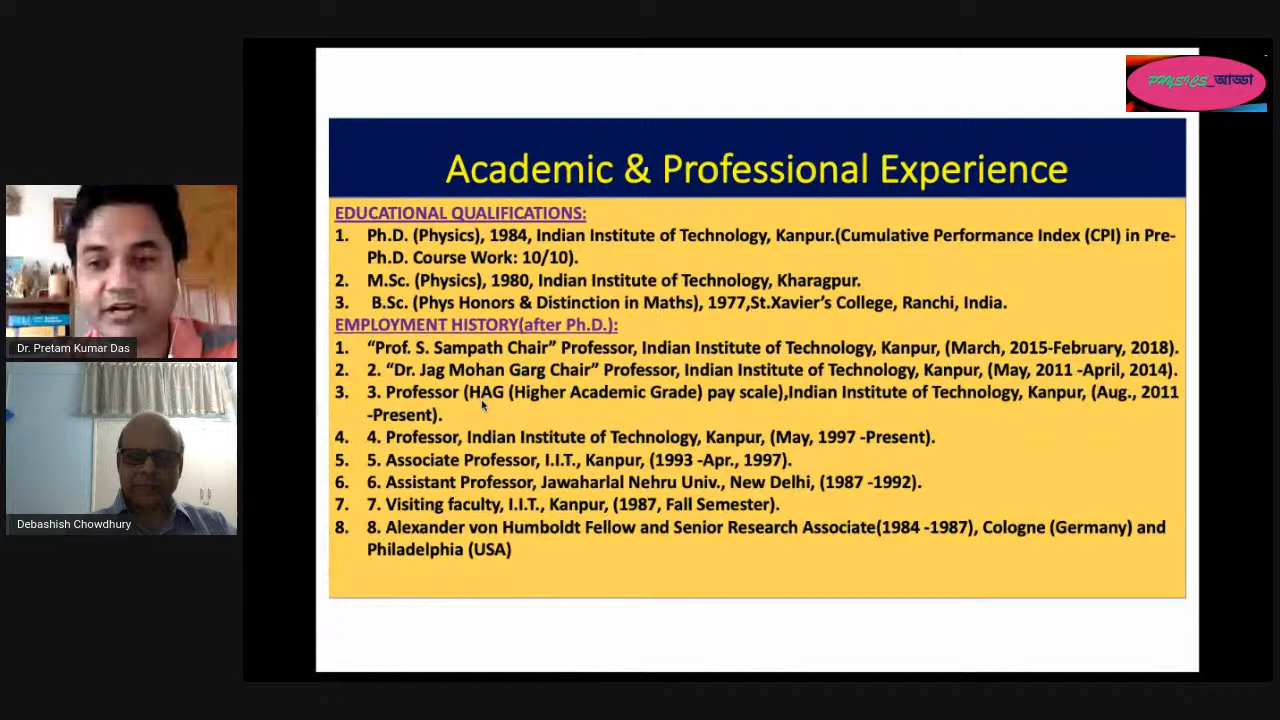 PHYSICS_আড্ডা
Academic & Professional Experience
EDUCATIONAL QUALIFICATIONS:
1. Ph.D. (Physics), 1984, Indian Institute of Technology, Kanpur.(Cumulative Performance Index (CPI) in Pre-
Ph.D. Course Work: 10/10).
2. M.Sc. (Physics), 1980, Indian Institute of Technology, Kharagpur.
3. B.Sc. (Phys Honors & Distinction in Maths), 1977,St.Xavier’s College, Ranchi, India.
EMPLOYMENT HISTORY(after Ph.D.):
1. “Prof. S. Sampath Chair” Professor, Indian Institute of Technology, Kanpur, (March, 2015-February, 2018).
2. 2. “Dr. Jag Mohan Garg Chair” Professor, Indian Institute of Technology, Kanpur, (May, 2011 -April, 2014).
3. 3. Professor (HAG (Higher Academic Grade) pay scale),Indian Institute of Technology, Kanpur, (Aug., 2011
-Present).
4. 4. Professor, Indian Institute of Technology, Kanpur, (May, 1997 -Present).
5. 5. Associate Professor, I.I.T., Kanpur, (1993 -Apr., 1997).
6. 6. Assistant Professor, Jawaharlal Nehru Univ., New Delhi, (1987 -1992).
7. 7. Visiting faculty, I.I.T., Kanpur, (1987, Fall Semester).
8. 8. Alexander von Humboldt Fellow and Senior Research Associate(1984 -1987), Cologne (Germany) and
Philadelphia (USA)
Dr. Pretam Kumar Das
Debashish Chowdhury